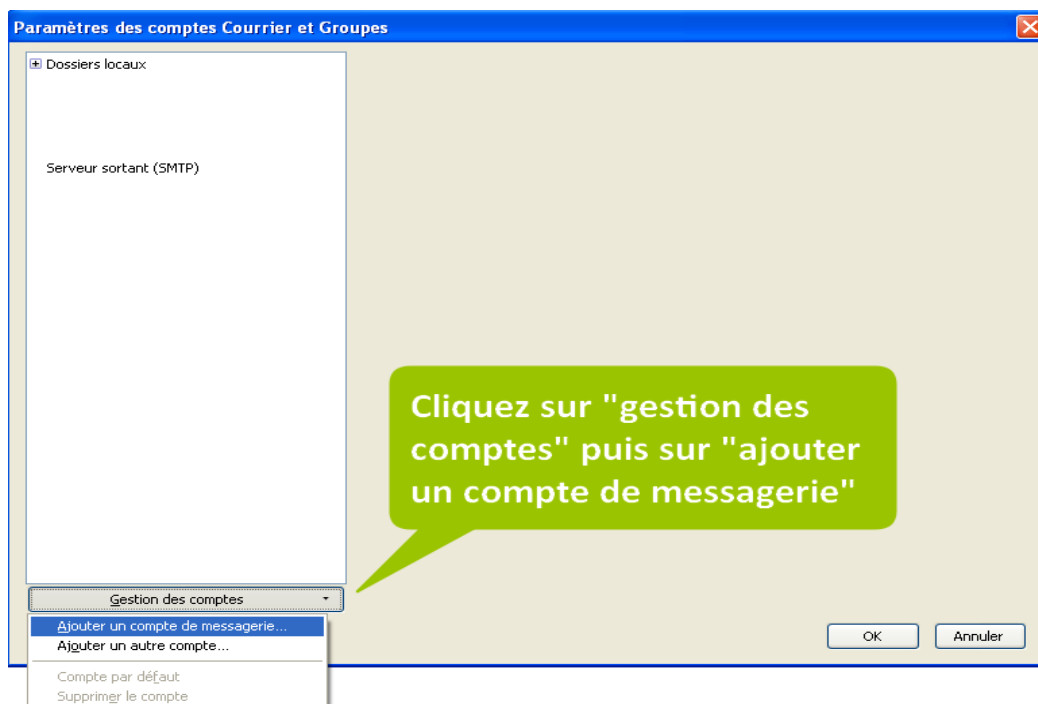 Paramètres des comptes Courrier et Groupes
Dossiers locaux
Serveur sortant (SMTP)
Cliquez sur "gestion des
comptes" puis sur "ajouter
un compte de messagerie"
Gestion des comptes
Ajouter un compte de messagerie...
Ajouter un autre compte...
Compte par défaut
Supprimer le compte
OK
Annuler